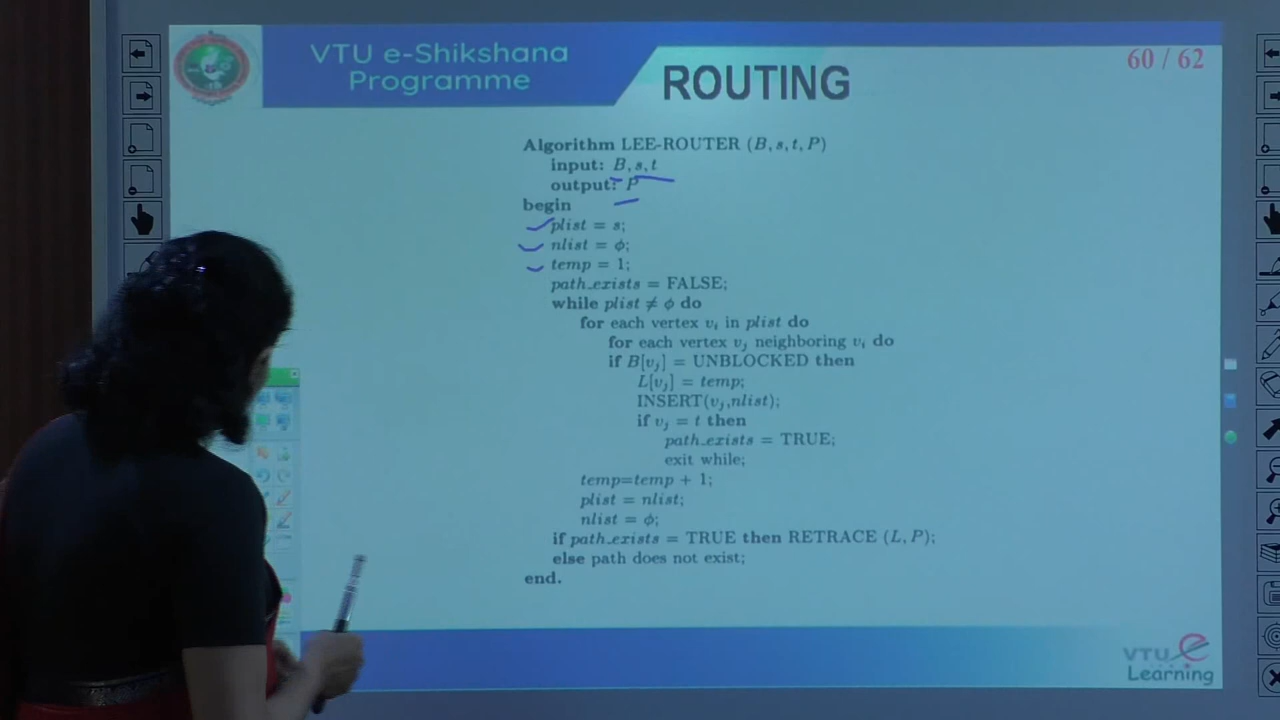 VTU e-Shikshana
Programme
ROUTING
60 / 62
Algorithm LEE-ROUTER (B, s, t, P)
input: B, s, t
output: P
begin
plist = s;
nlist = ϕ;
temp = 1;
path_exists = FALSE;
while plist ≠ ϕ do
for each vertex vᵢ in plist do
for each vertex vⱼ neighboring vᵢ do
if B[vⱼ] = UNBLOCKED then
L[vⱼ] = temp;
INSERT(vⱼ,nlist);
if vⱼ = t then
path_exists = TRUE;
exit while;
temp=temp + 1;
plist = nlist;
nlist = ϕ;
if path_exists = TRUE then RETRACE (L, P);
else path does not exist;
end.
VTU e
Learning